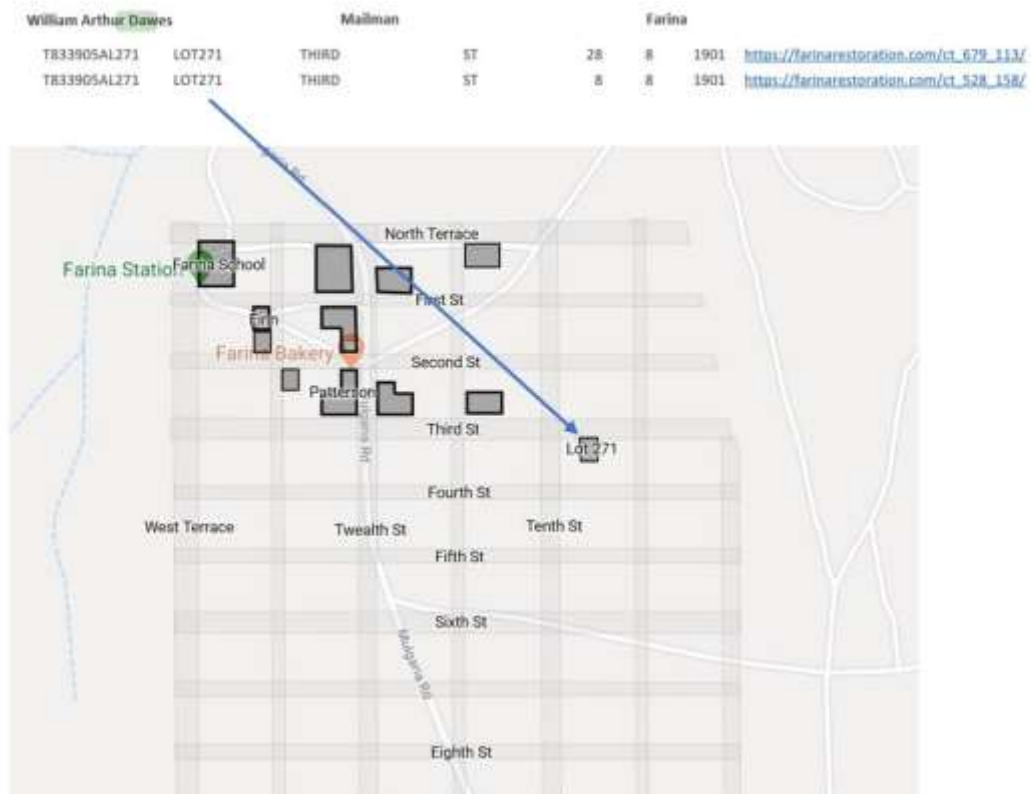 William Arthur Dawes Mailman Farina
T833905AL271 LOT271 THIRD ST 28 8 1901 https://farinarestoration.com/ct_679_113/
T833905AL271 LOT271 THIRD ST 8 8 1901 https://farinarestoration.com/ct_528_158/
North Terrace
Farina Station
Farina School
First St
Farina Bakery
Second St
Patterson
Third St
Lot 271
Fourth St
West Terrace
Twealth St
Tenth St
Fifth St
Sixth St
Mulgaria Rd
Eighth St